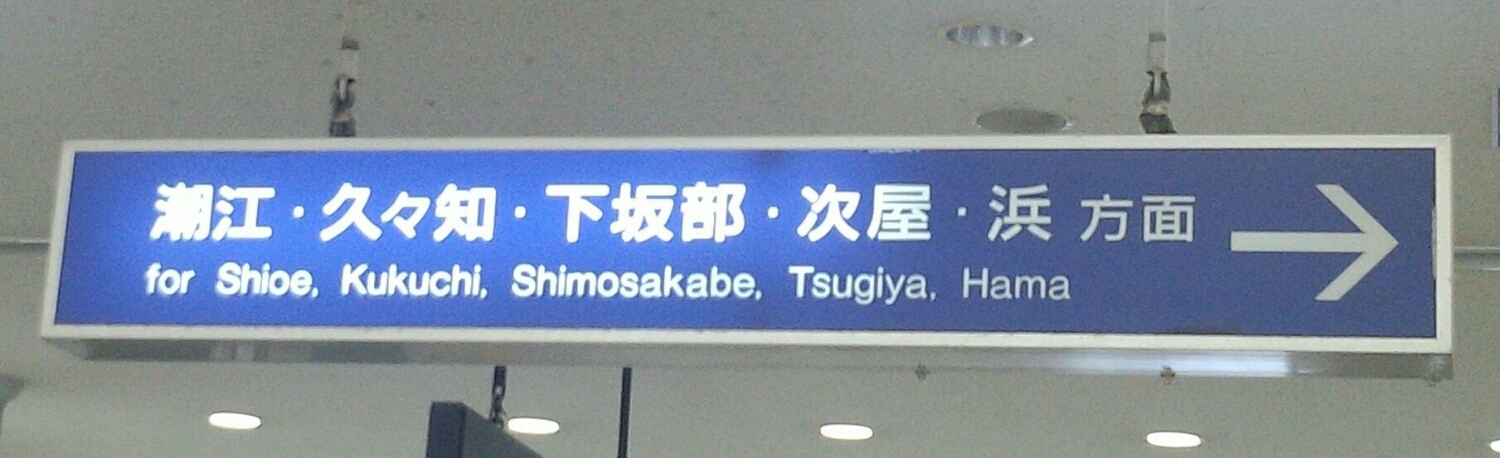 潮江・久々知・下坂部・次屋・浜 方面
for Shioe, Kukuchi, Shimosakabe, Tsugiya, Hama